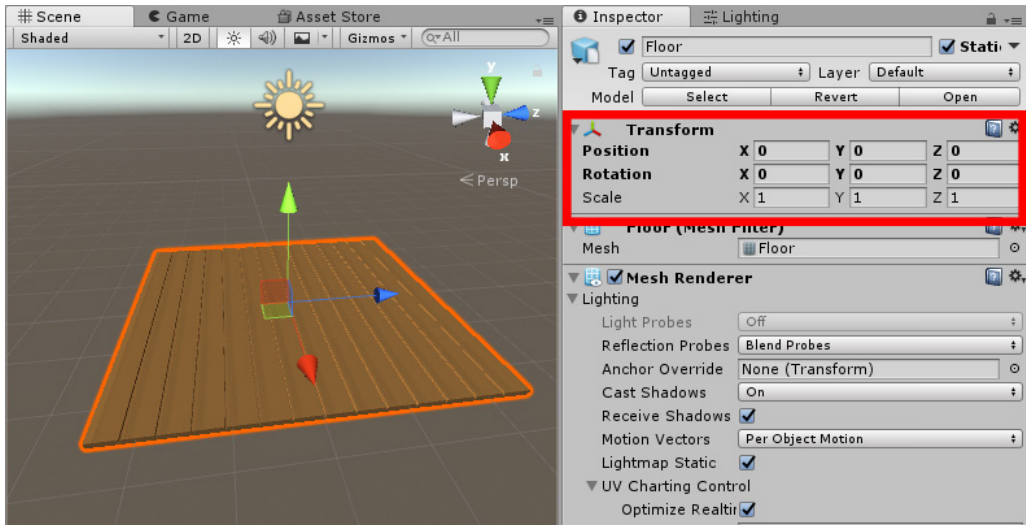 Scene Game Asset Store
Shaded 2D Gizmos All
y
z
x
Persp
Inspector Lighting
Floor Stati
Tag Untagged Layer Default
Model Select Revert Open
Transform
Position X 0 Y 0 Z 0
Rotation X 0 Y 0 Z 0
Scale X 1 Y 1 Z 1
Floor (Mesh Filter)
Mesh Floor
Mesh Renderer
Lighting
Light Probes Off
Reflection Probes Blend Probes
Anchor Override None (Transform)
Cast Shadows On
Receive Shadows
Motion Vectors Per Object Motion
Lightmap Static
UV Charting Control
Optimize Realtir